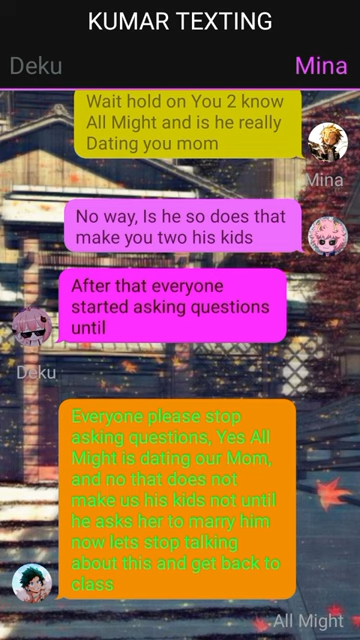 KUMAR TEXTING
Deku
Mina
Wait hold on You 2 know
All Might and is he really
Dating you mom
Mina
No way, Is he so does that
make you two his kids
After that everyone
started asking questions
until
Deku
Everyone please stop
asking questions, Yes All
Might is dating our Mom,
and no that does not
make us his kids not until
he asks her to marry him
now lets stop talking
about this and get back to
class
All Might